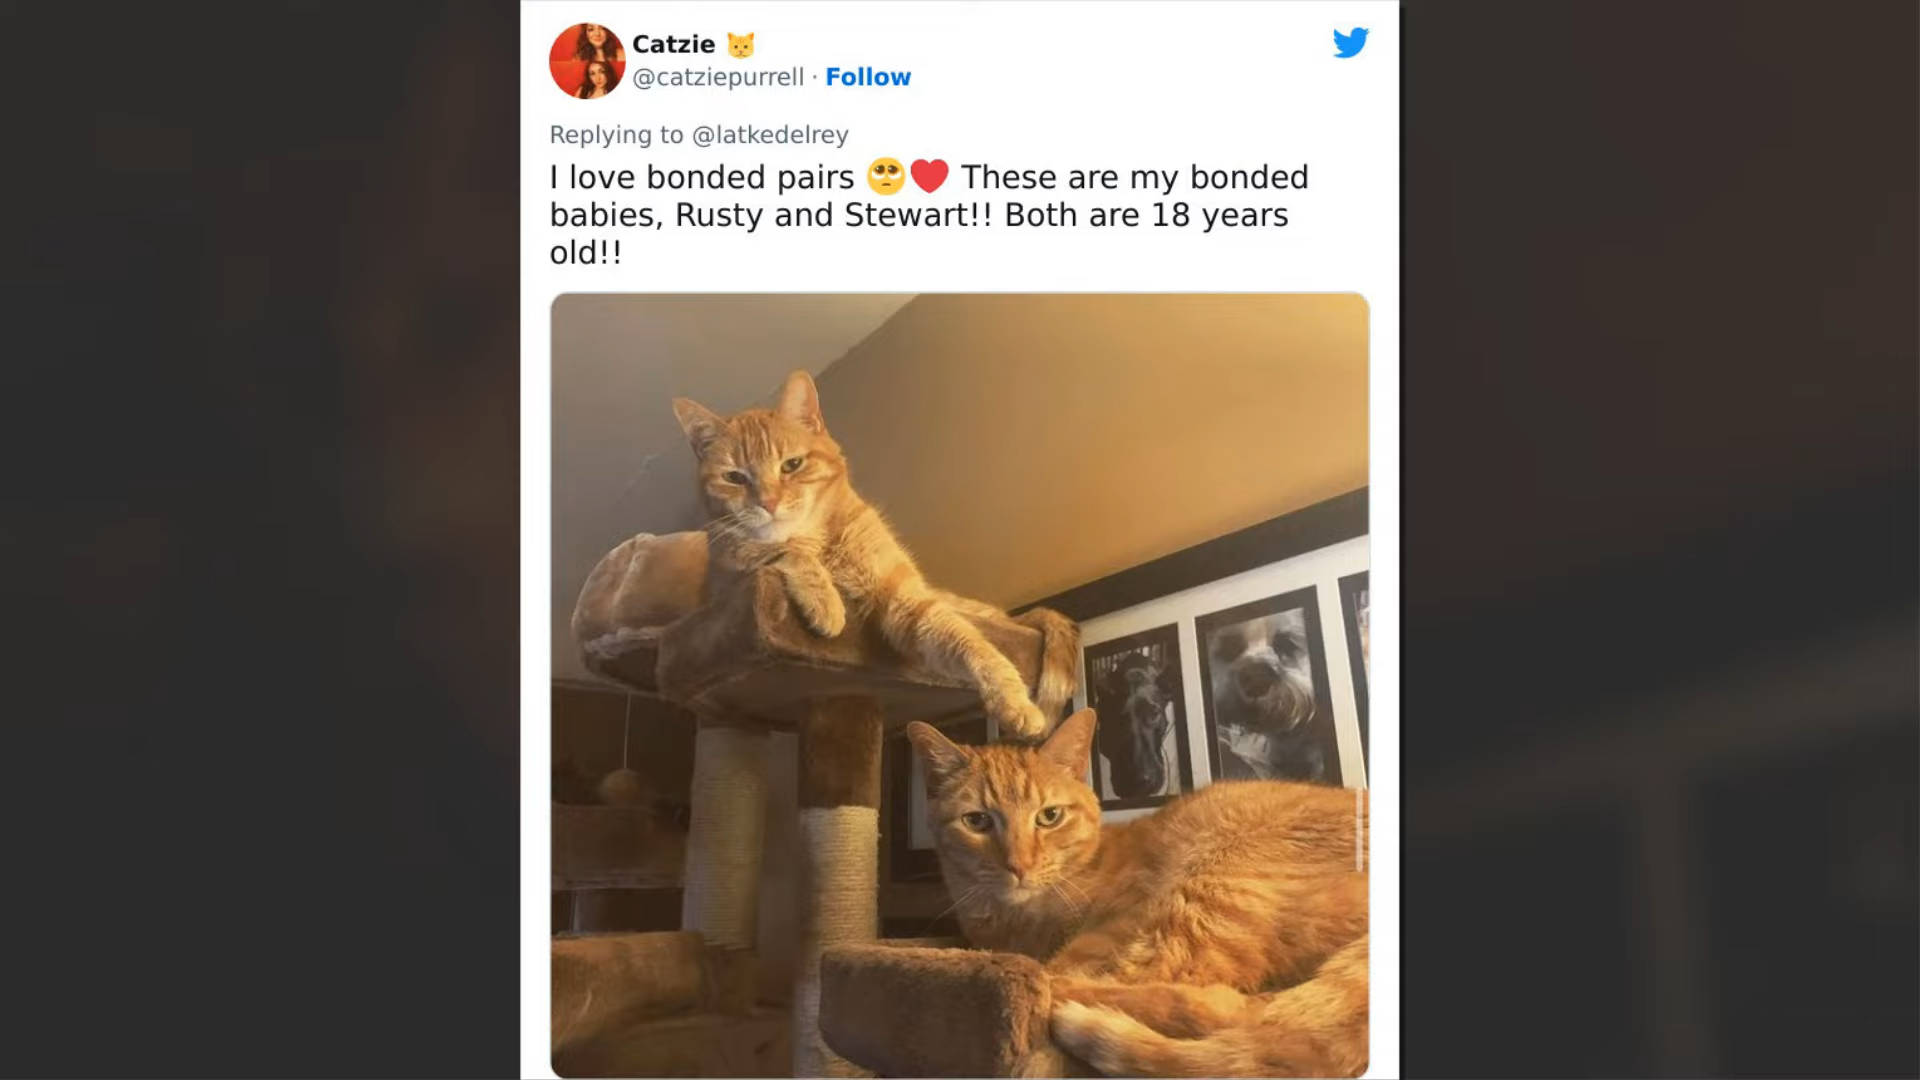 Catzie 🐱
@catziepurrell · Follow
Replying to @latkedelrey
I love bonded pairs 🥺❤️ These are my bonded
babies, Rusty and Stewart!! Both are 18 years
old!!